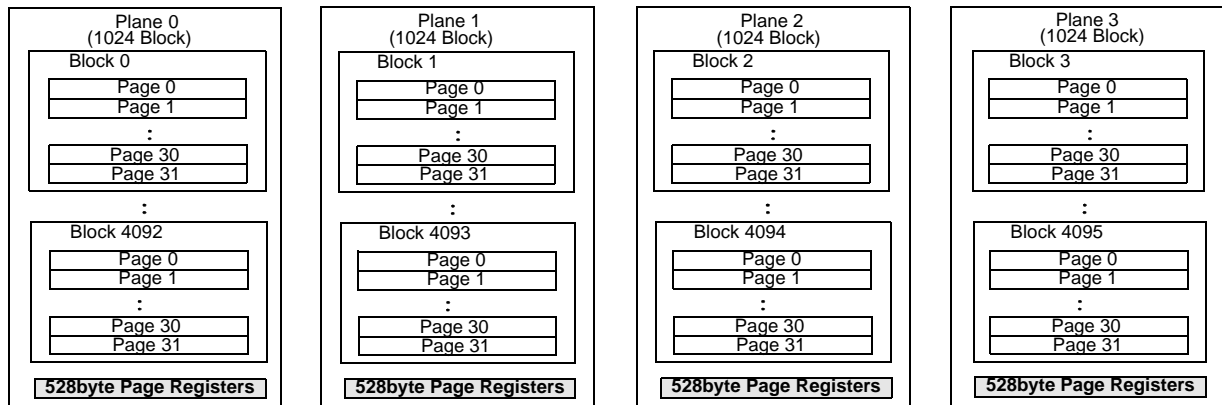 Plane 0
(1024 Block)
Block 0
Page 0
Page 1
:
Page 30
Page 31
:
Block 4092
Page 0
Page 1
:
Page 30
Page 31
528byte Page Registers
Plane 1
(1024 Block)
Block 1
Page 0
Page 1
:
Page 30
Page 31
:
Block 4093
Page 0
Page 1
:
Page 30
Page 31
528byte Page Registers
Plane 2
(1024 Block)
Block 2
Page 0
Page 1
:
Page 30
Page 31
:
Block 4094
Page 0
Page 1
:
Page 30
Page 31
528byte Page Registers
Plane 3
(1024 Block)
Block 3
Page 0
Page 1
:
Page 30
Page 31
:
Block 4095
Page 0
Page 1
:
Page 30
Page 31
528byte Page Registers